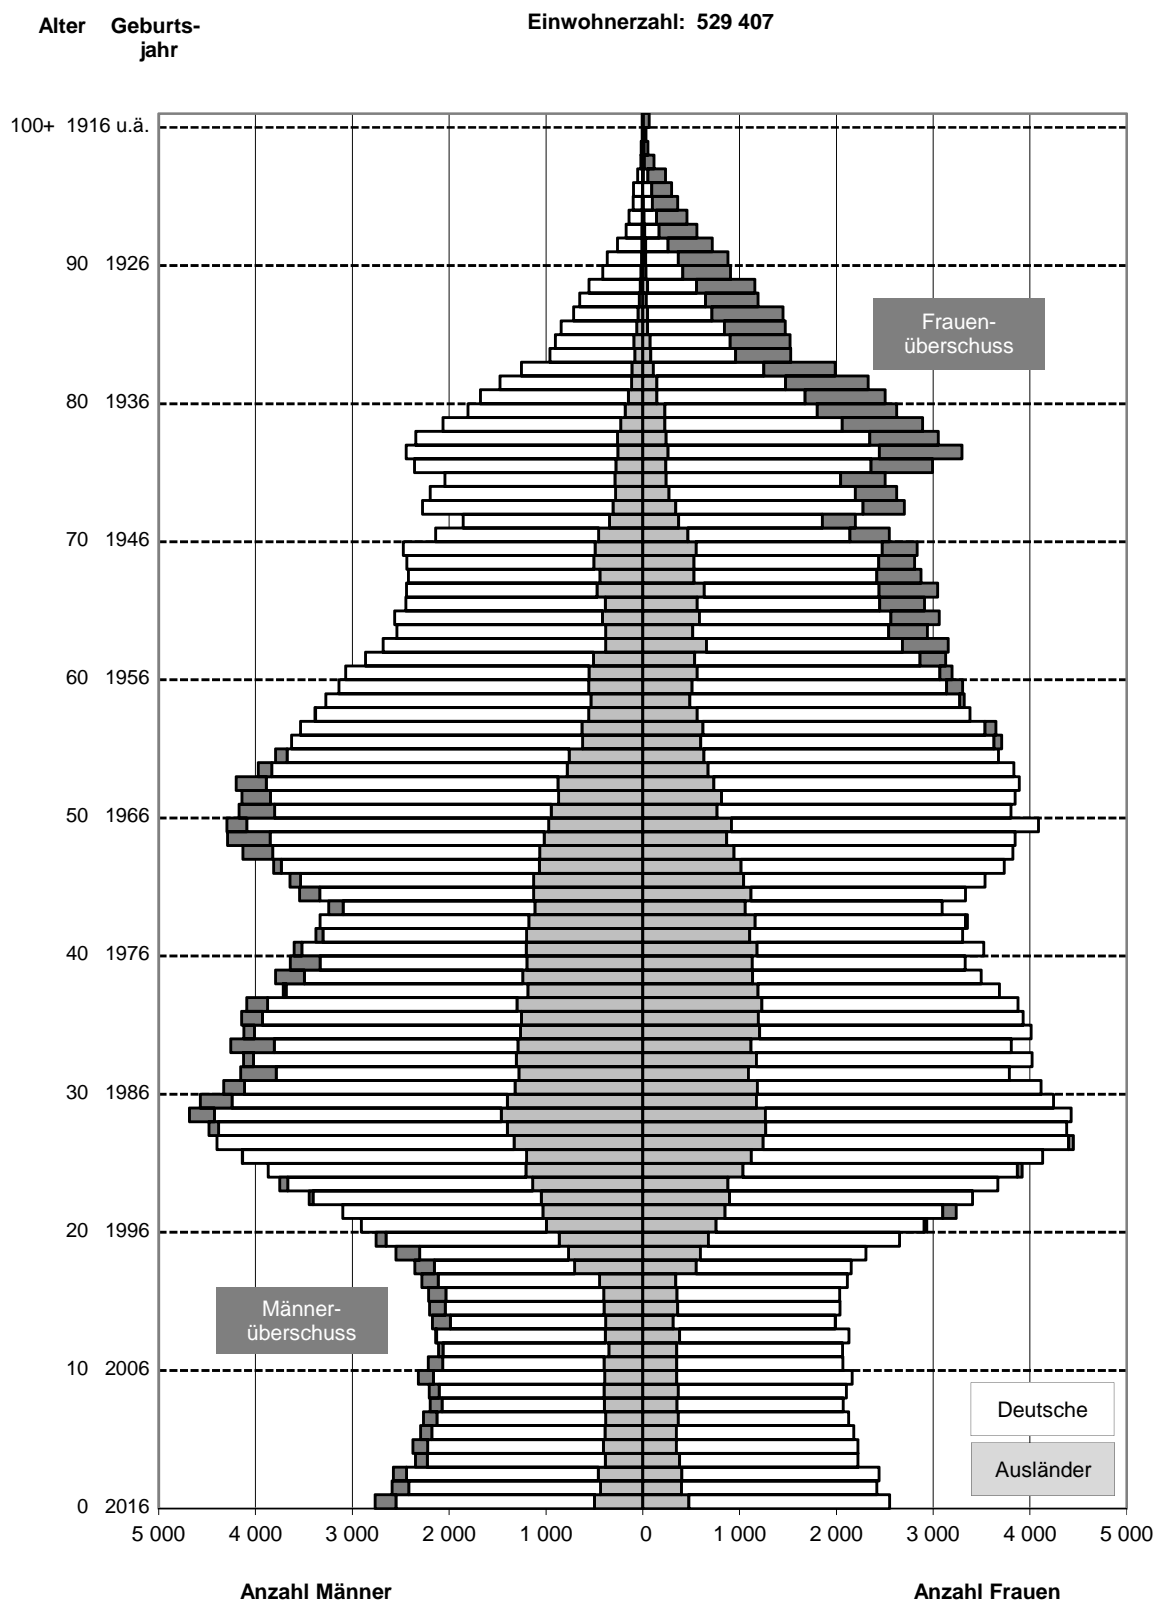 Einwohnerzahl: 529 407
Alter Geburts-
jahr
100+ 1916 u.ä.
90 1926
Frauen-
überschuss
80 1936
70 1946
60 1956
50 1966
40 1976
30 1986
20 1996
Männer-
überschuss
10 2006
Deutsche
Ausländer
0 2016
5 000 4 000 3 000 2 000 1 000 0 1 000 2 000 3 000 4 000 5 000
Anzahl Männer Anzahl Frauen